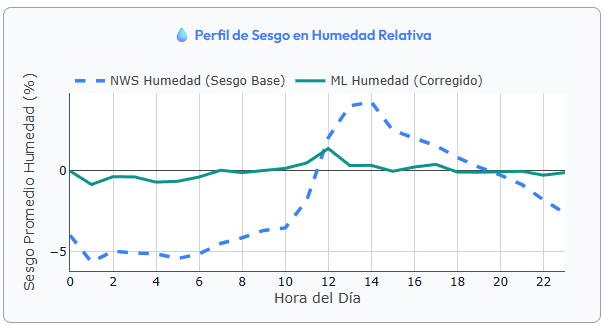 💧 Perfil de Sesgo en Humedad Relativa
NWS Humedad (Sesgo Base)
ML Humedad (Corregido)
Sesgo Promedio Humedad (%)
0
−5
0 2 4 6 8 10 12 14 16 18 20 22
Hora del Día